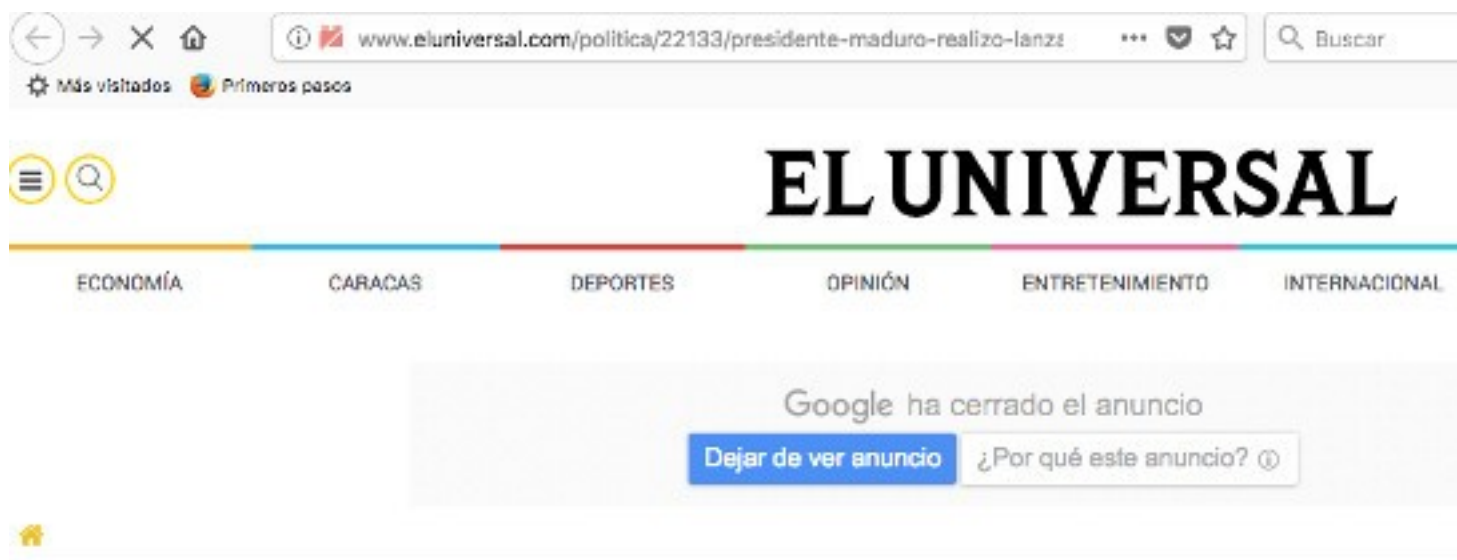 www.eluniversal.com/politica/22133/presidente-maduro-realizo-lanza
Buscar
Más visitados Primeros pasos
EL UNIVERSAL
ECONOMÍA CARACAS DEPORTES OPINIÓN ENTRETENIMIENTO INTERNACIONAL
Google ha cerrado el anuncio
Dejar de ver anuncio ¿Por qué este anuncio?